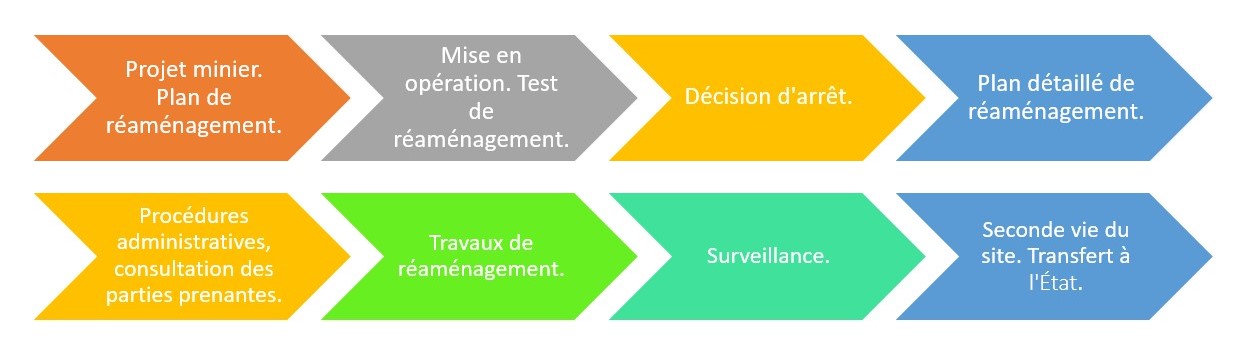 Projet minier.
Plan de
réaménagement.
Mise en
opération. Test
de
réaménagement.
Décision d'arrêt.
Plan détaillé de
réaménagement.
Procédures
administratives,
consultation des
parties prenantes.
Travaux de
réaménagement.
Surveillance.
Seconde vie du
site. Transfert à
l'État.